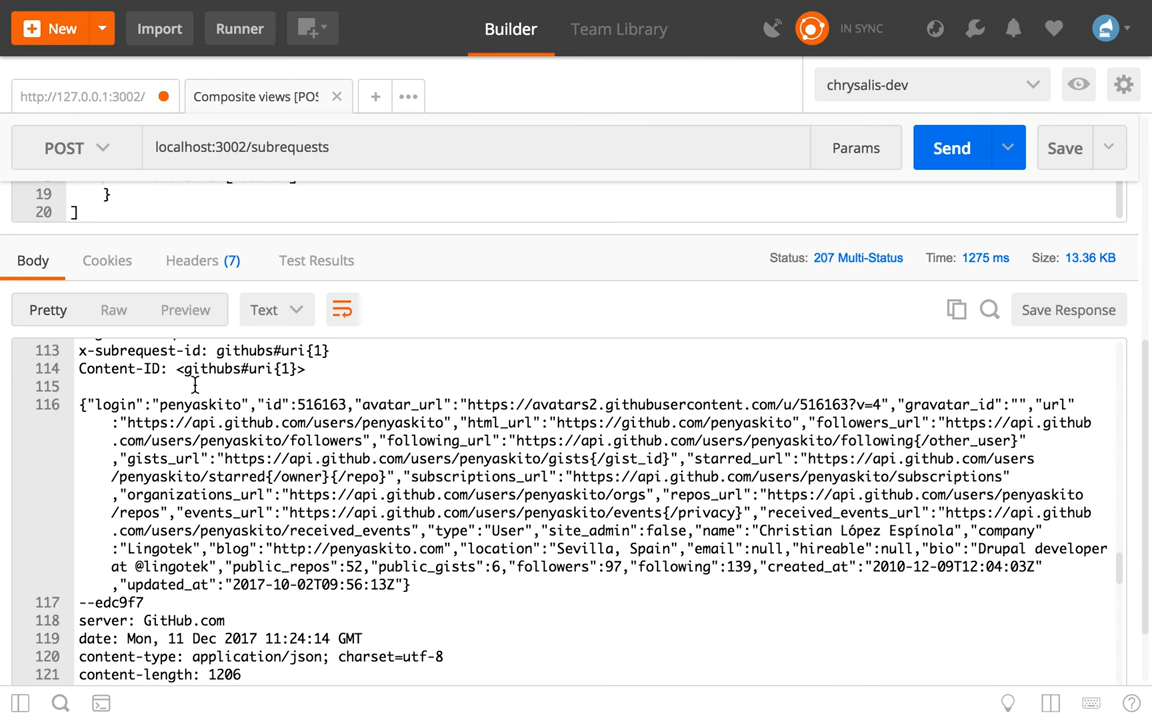 New
Import
Runner
Builder
Team Library
IN SYNC
http://127.0.0.1:3002/
Composite views [POS
chrysalis-dev
POST
localhost:3002/subrequests
Params
Send
Save
19 }
20 ]
Body
Cookies
Headers (7)
Test Results
Status: 207 Multi-Status
Time: 1275 ms
Size: 13.36 KB
Pretty
Raw
Preview
Text
Save Response
113 x-subrequest-id: githubs#uri{1}
114 Content-ID: <githubs#uri{1}>
115
116 {"login":"penyaskito","id":516163,"avatar_url":"https://avatars2.githubusercontent.com/u/516163?v=4","gravatar_id":"","url"
:"https://api.github.com/users/penyaskito","html_url":"https://github.com/penyaskito","followers_url":"https://api.github
.com/users/penyaskito/followers","following_url":"https://api.github.com/users/penyaskito/following{/other_user}"
,"gists_url":"https://api.github.com/users/penyaskito/gists{/gist_id}","starred_url":"https://api.github.com/users
/penyaskito/starred{/owner}{/repo}","subscriptions_url":"https://api.github.com/users/penyaskito/subscriptions"
,"organizations_url":"https://api.github.com/users/penyaskito/orgs","repos_url":"https://api.github.com/users/penyaskito
/repos","events_url":"https://api.github.com/users/penyaskito/events{/privacy}","received_events_url":"https://api.github
.com/users/penyaskito/received_events","type":"User","site_admin":false,"name":"Christian López Espínola","company"
:"Lingotek","blog":"http://penyaskito.com","location":"Sevilla, Spain","email":null,"hireable":null,"bio":"Drupal developer
at @lingotek","public_repos":52,"public_gists":6,"followers":97,"following":139,"created_at":"2010-12-09T12:04:03Z"
,"updated_at":"2017-10-02T09:56:13Z"}
117 --edc9f7
118 server: GitHub.com
119 date: Mon, 11 Dec 2017 11:24:14 GMT
120 content-type: application/json; charset=utf-8
121 content-length: 1206